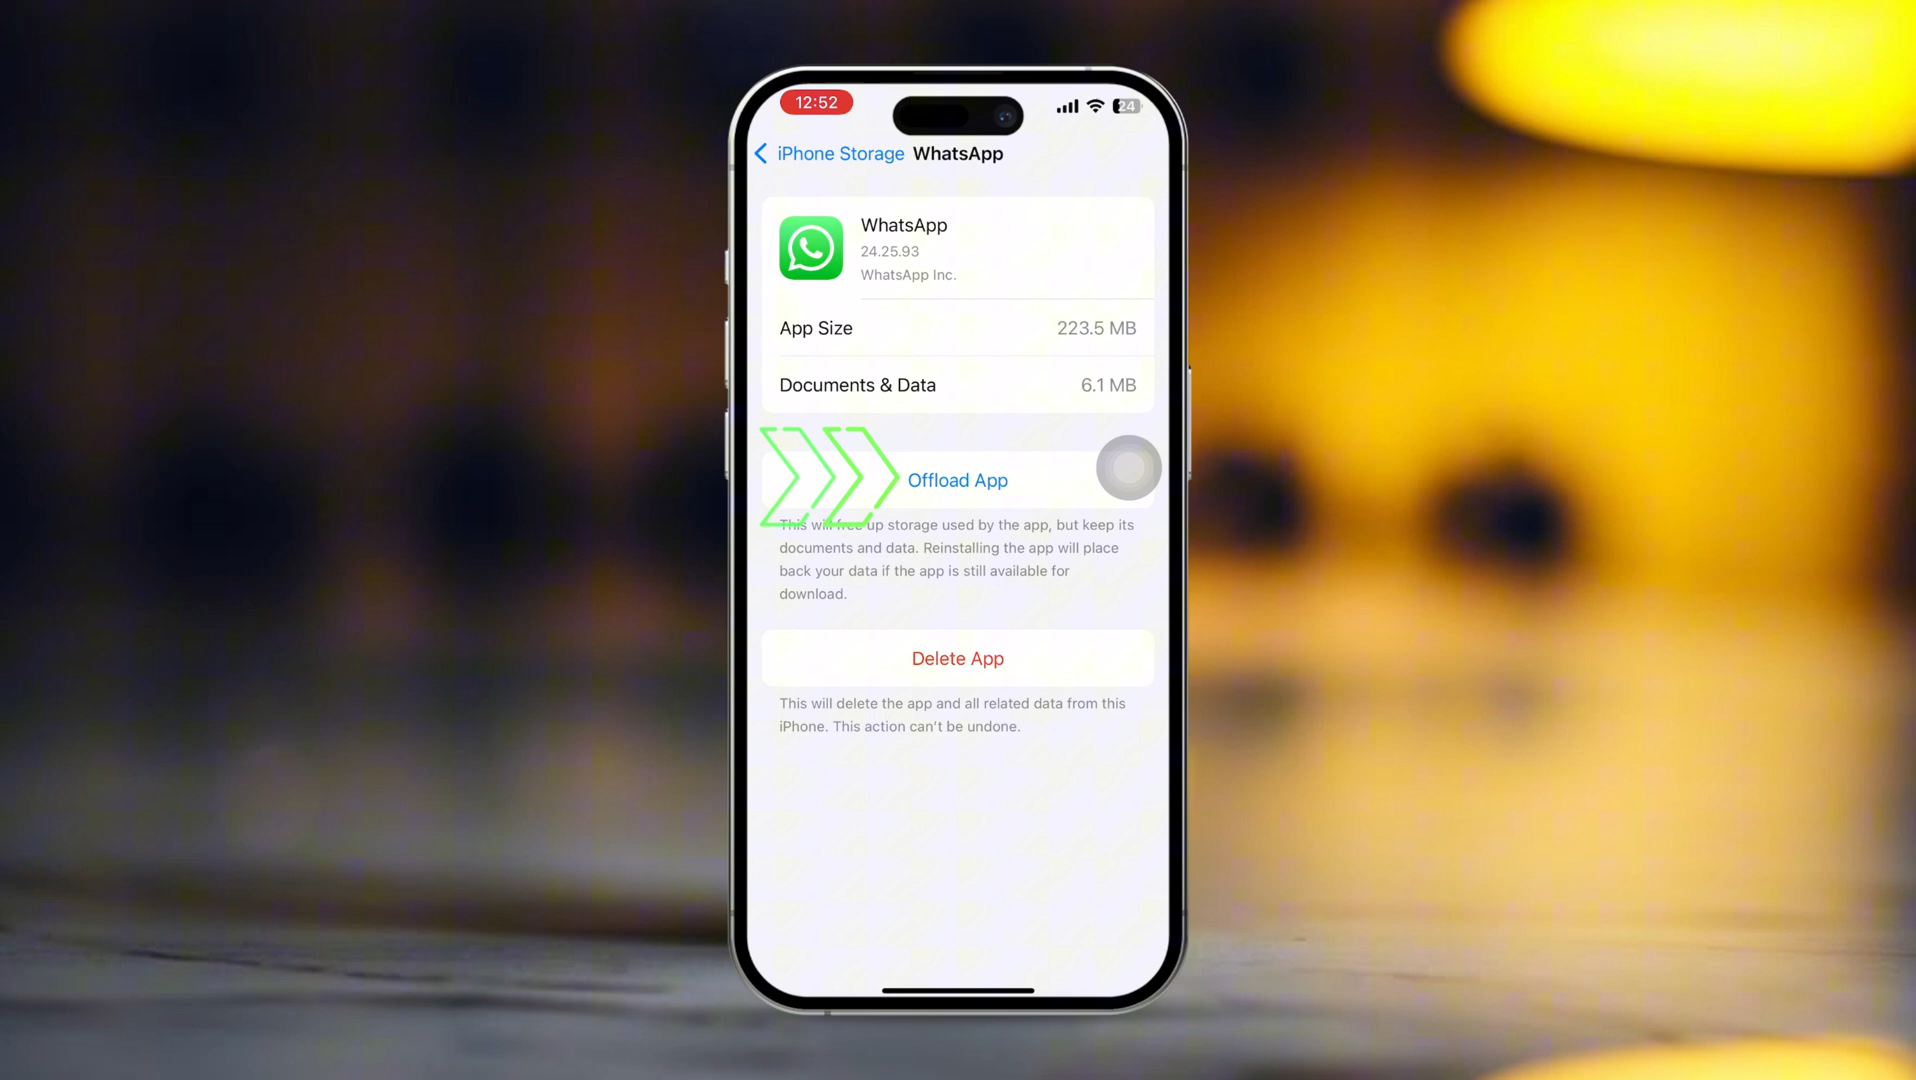 12:52
24
iPhone Storage WhatsApp
WhatsApp
24.25.93
WhatsApp Inc.
App Size 223.5 MB
Documents & Data 6.1 MB
Offload App
This will free up storage used by the app, but keep its
documents and data. Reinstalling the app will place
back your data if the app is still available for
download.
Delete App
This will delete the app and all related data from this
iPhone. This action can't be undone.